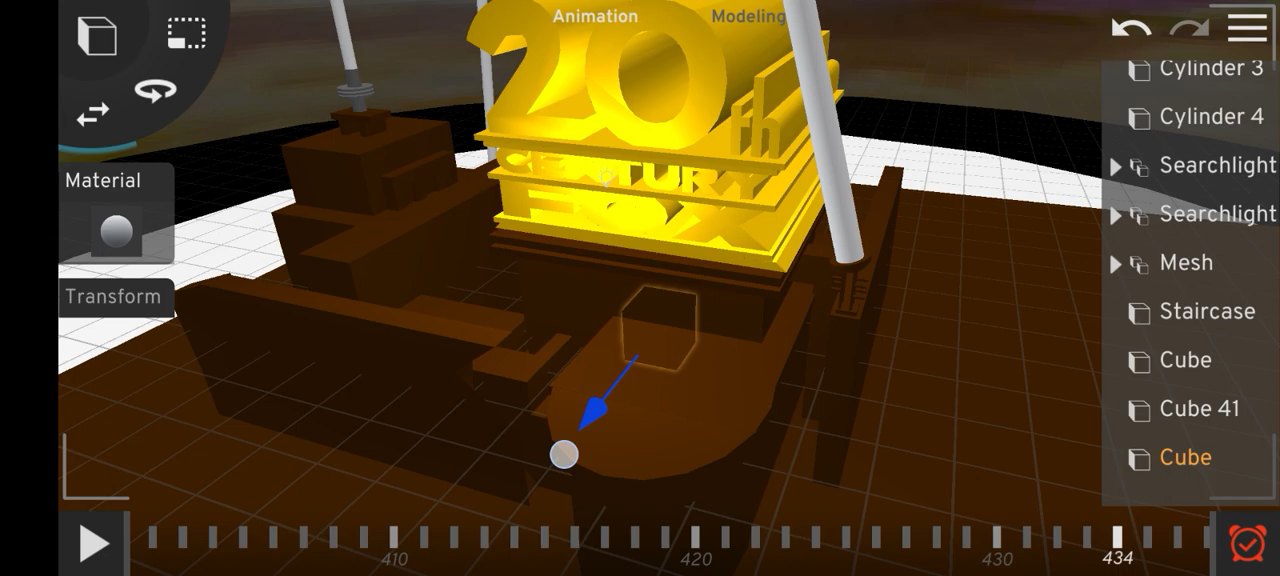 Animation
Modeling
Material
Transform
20
th
CENTURY
FOX
Cylinder 3
Cylinder 4
Searchlight
Searchlight
Mesh
Staircase
Cube
Cube 41
Cube
410
420
430
434